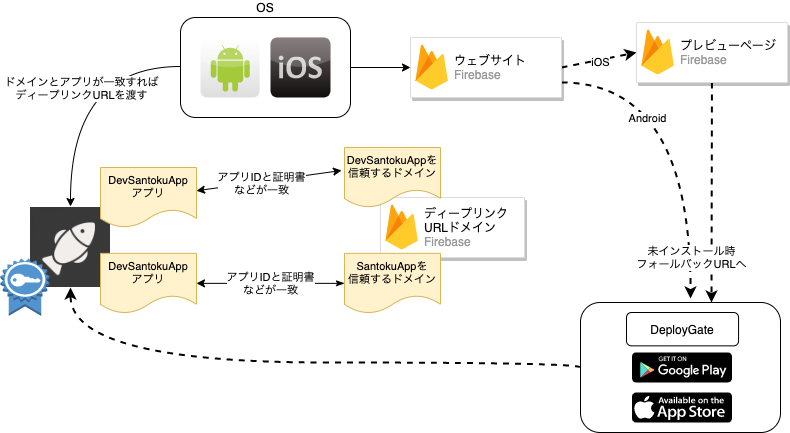 OS
iOS
ウェブサイト
Firebase
iOS
プレビューページ
Firebase
ドメインとアプリが一致すれば
ディープリンクURLを渡す
Android
DevSantokuApp
アプリ
アプリIDと証明書
などが一致
DevSantokuAppを
信頼するドメイン
ディープリンク
URLドメイン
Firebase
DevSantokuApp
アプリ
アプリIDと証明書
などが一致
SantokuAppを
信頼するドメイン
未インストール時
フォールバックURLへ
DeployGate
GET IT ON
Google Play
Available on the
App Store